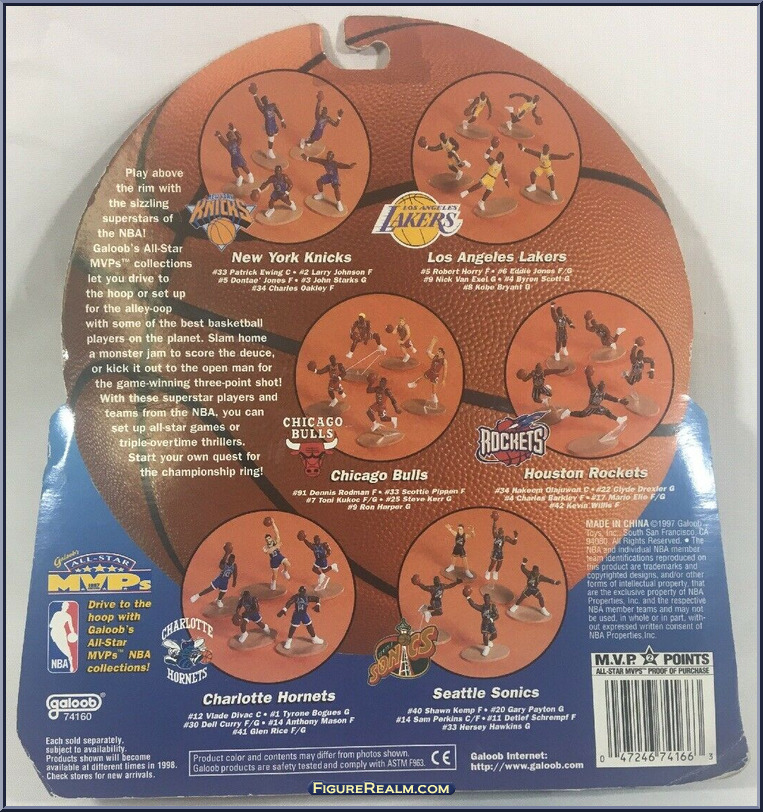 Play above
the rim with
the sizzling
superstars of
the NBA!
Galoob's All-Star
MVPs™ collections
let you drive to
the hoop or set up
for the alley-oop
with some of the best basketball
players on the planet. Slam home
a monster jam to score the deuce,
or kick it out to the open man for
the game-winning three-point shot!
With these superstar players and
teams from the NBA, you can
set up all-star games or
triple-overtime thrillers.
Start your own quest for
the championship ring!
KNICKS
New York Knicks
#33 Patrick Ewing C • #2 Larry Johnson F
#5 Dontae' Jones F • #3 John Starks G
#34 Charles Oakley F
LOS ANGELES
LAKERS
Los Angeles Lakers
#5 Robert Horry F • #6 Eddie Jones F/G
#9 Nick Van Exel G • #4 Byron Scott G
#8 Kobe Bryant G
CHICAGO
BULLS
Chicago Bulls
#91 Dennis Rodman F • #33 Scottie Pippen F
#7 Toni Kukoc F/G • #25 Steve Kerr G
#9 Ron Harper G
ROCKETS
Houston Rockets
#34 Hakeem Olajuwon C • #22 Clyde Drexler G
#4 Charles Barkley F • #17 Mario Elie F/G
#42 Kevin Willis F
CHARLOTTE
HORNETS
Charlotte Hornets
#12 Vlade Divac C • #1 Tyrone Bogues G
#30 Dell Curry F/G • #14 Anthony Mason F
#41 Glen Rice F/G
SONICS
Seattle Sonics
#40 Shawn Kemp F • #20 Gary Payton G
#14 Sam Perkins C/F • #11 Detlef Schrempf F
#33 Hersey Hawkins G
MADE IN CHINA ©1997 Galoob
Toys, Inc., South San Francisco, CA
94080. All Rights Reserved. • The
NBA and individual NBA member
team identifications reproduced on
this product are trademarks and
copyrighted designs, and/or other
forms of intellectual property, that
are the exclusive property of NBA
Properties, Inc. and the respective
NBA member teams and may not
be used, in whole or in part, with-
out expressed written consent of
NBA Properties, Inc.
Galoob's
ALL-STAR
MVPs
Drive to the
hoop with
Galoob's
All-Star
MVPs™ NBA
collections!
NBA
galoob®
74160
Each sold separately,
subject to availability.
Products shown will become
available at different times in 1998.
Check stores for new arrivals.
Product color and contents may differ from photos shown.
Galoob products are safety tested and comply with ASTM F963.
CE
Galoob Internet:
http://www.galoob.com
M.V.P. 2 POINTS
ALL-STAR MVPs™ PROOF OF PURCHASE
0 47246 74166 3
FigureRealm.com